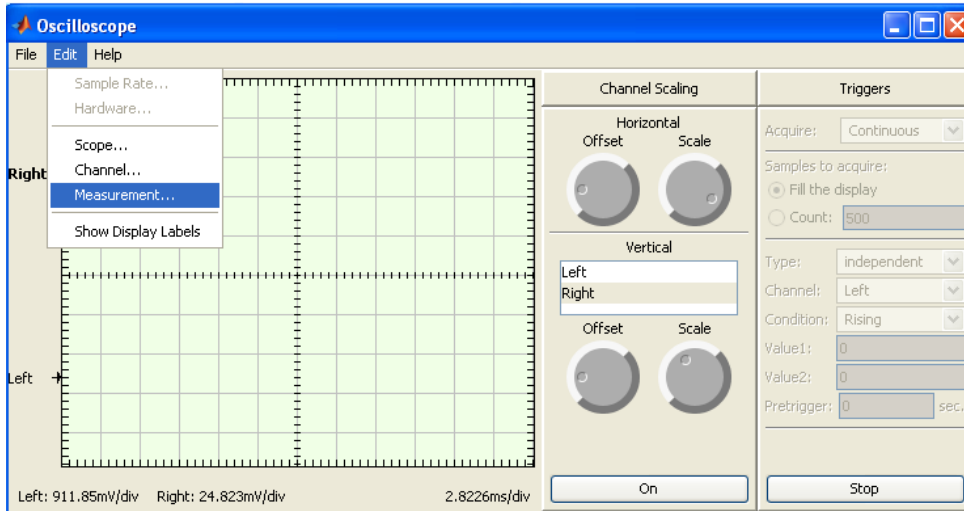 Oscilloscope
File Edit Help
Sample Rate...
Hardware...
Scope...
Channel...
Measurement...
Show Display Labels
Right
Left
Left: 911.85mV/div Right: 24.823mV/div 2.8226ms/div
Channel Scaling
Horizontal
Offset Scale
Vertical
Left
Right
Offset Scale
On
Triggers
Acquire: Continuous
Samples to acquire:
Fill the display
Count: 500
Type: independent
Channel: Left
Condition: Rising
Value1: 0
Value2: 0
Pretrigger: 0 sec.
Stop